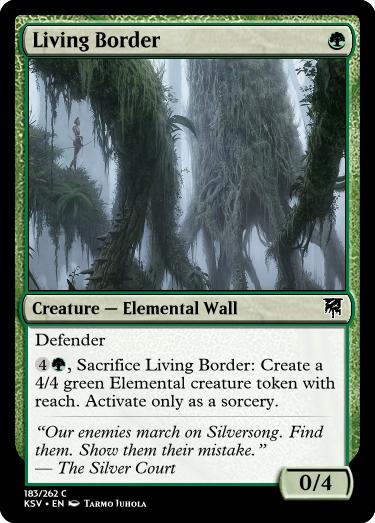 Living Border
Creature — Elemental Wall
Defender
4, Sacrifice Living Border: Create a
4/4 green Elemental creature token with
reach. Activate only as a sorcery.
“Our enemies march on Silversong. Find
them. Show them their mistake.”
— The Silver Court
0/4
183/262 C
KSV • EN Tarmo Juhola